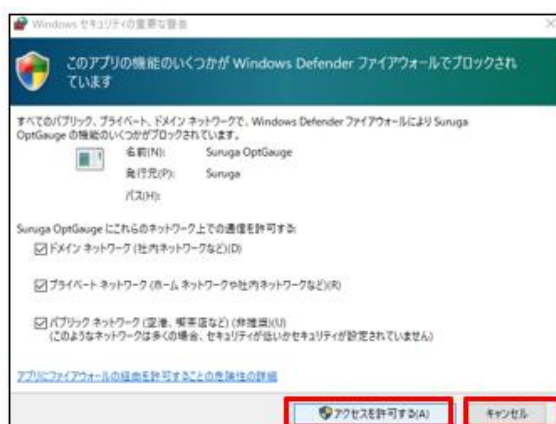 Windows セキュリティの重要な警告
このアプリの機能のいくつかが Windows Defender ファイアウォールでブロックされ
ています
すべてのパブリック、プライベート、ドメイン ネットワークで、Windows Defender ファイアウォールにより Suruga
OptGauge の機能のいくつかがブロックされています。
名前(N): Suruga OptGauge
発行元(P): Suruga
パス(H):
Suruga OptGauge にこれらのネットワーク上での通信を許可する:
ドメイン ネットワーク (社内ネットワークなど)(D)
プライベート ネットワーク (ホーム ネットワークや社内ネットワークなど)(R)
パブリック ネットワーク (空港、喫茶店など) (非推奨)(U)
(このようなネットワークは多くの場合、セキュリティが低いかセキュリティが設定されていません)
アプリにファイアウォールの経由を許可することの危険性の詳細
アクセスを許可する(A)
キャンセル